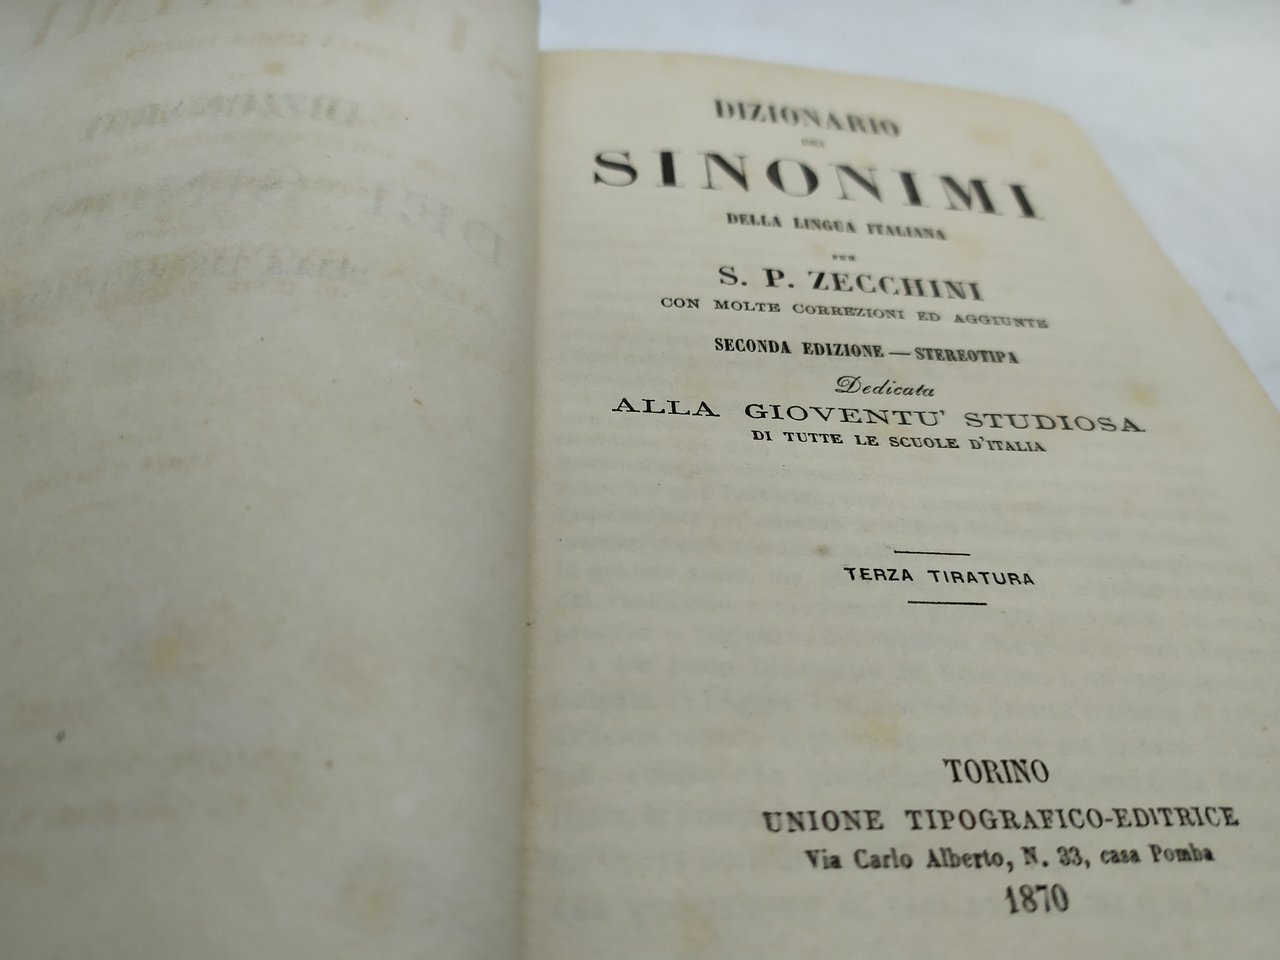 DIZIONARIO
DEI
SINONIMI
DELLA LINGUA ITALIANA
PER
S. P. ZECCHINI
CON MOLTE CORREZIONI ED AGGIUNTE
SECONDA EDIZIONE — STEREOTIPA
Dedicata
ALLA GIOVENTU' STUDIOSA
DI TUTTE LE SCUOLE D'ITALIA
TERZA TIRATURA
TORINO
UNIONE TIPOGRAFICO-EDITRICE
Via Carlo Alberto, N. 33, casa Pomba
1870